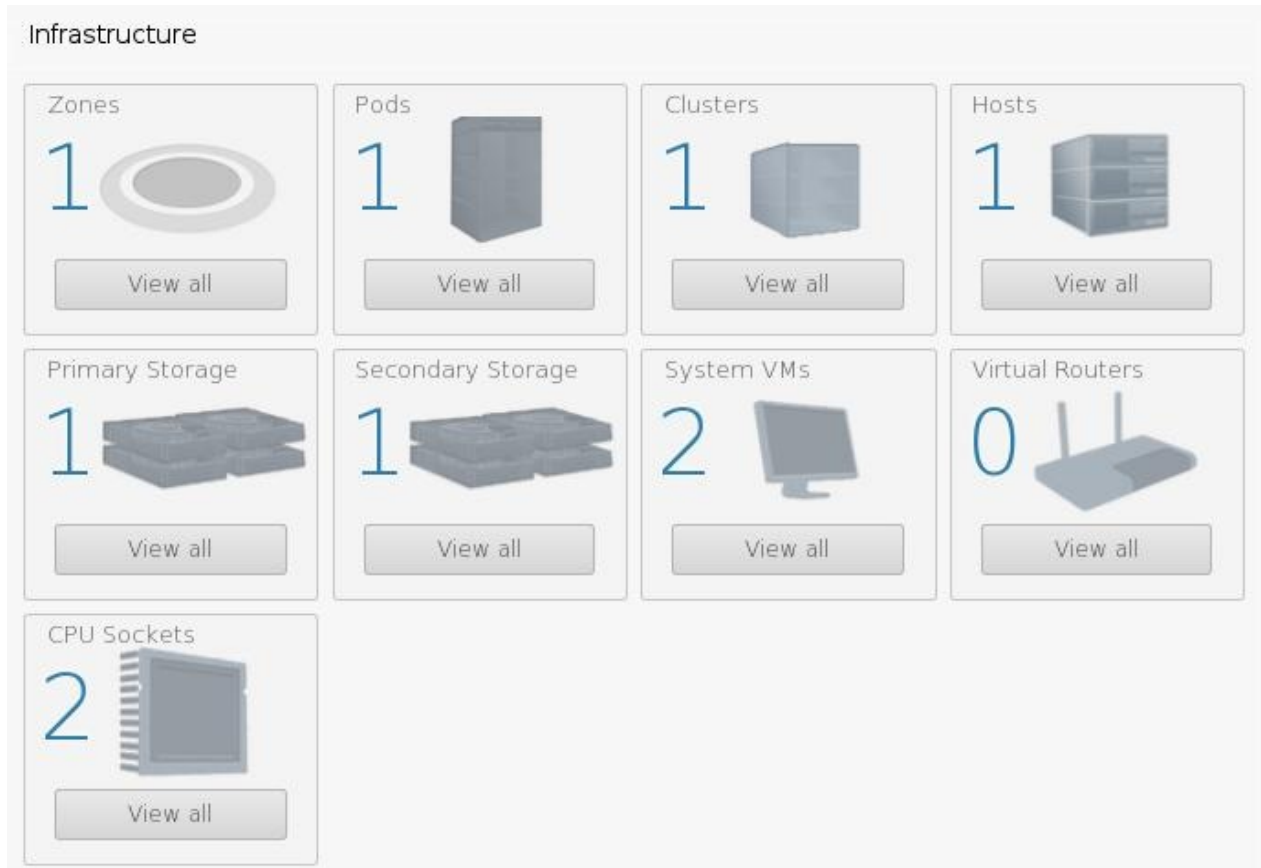 Infrastructure
Zones
1
View all
Pods
1
View all
Clusters
1
View all
Hosts
1
View all
Primary Storage
1
View all
Secondary Storage
1
View all
System VMs
2
View all
Virtual Routers
0
View all
CPU Sockets
2
View all